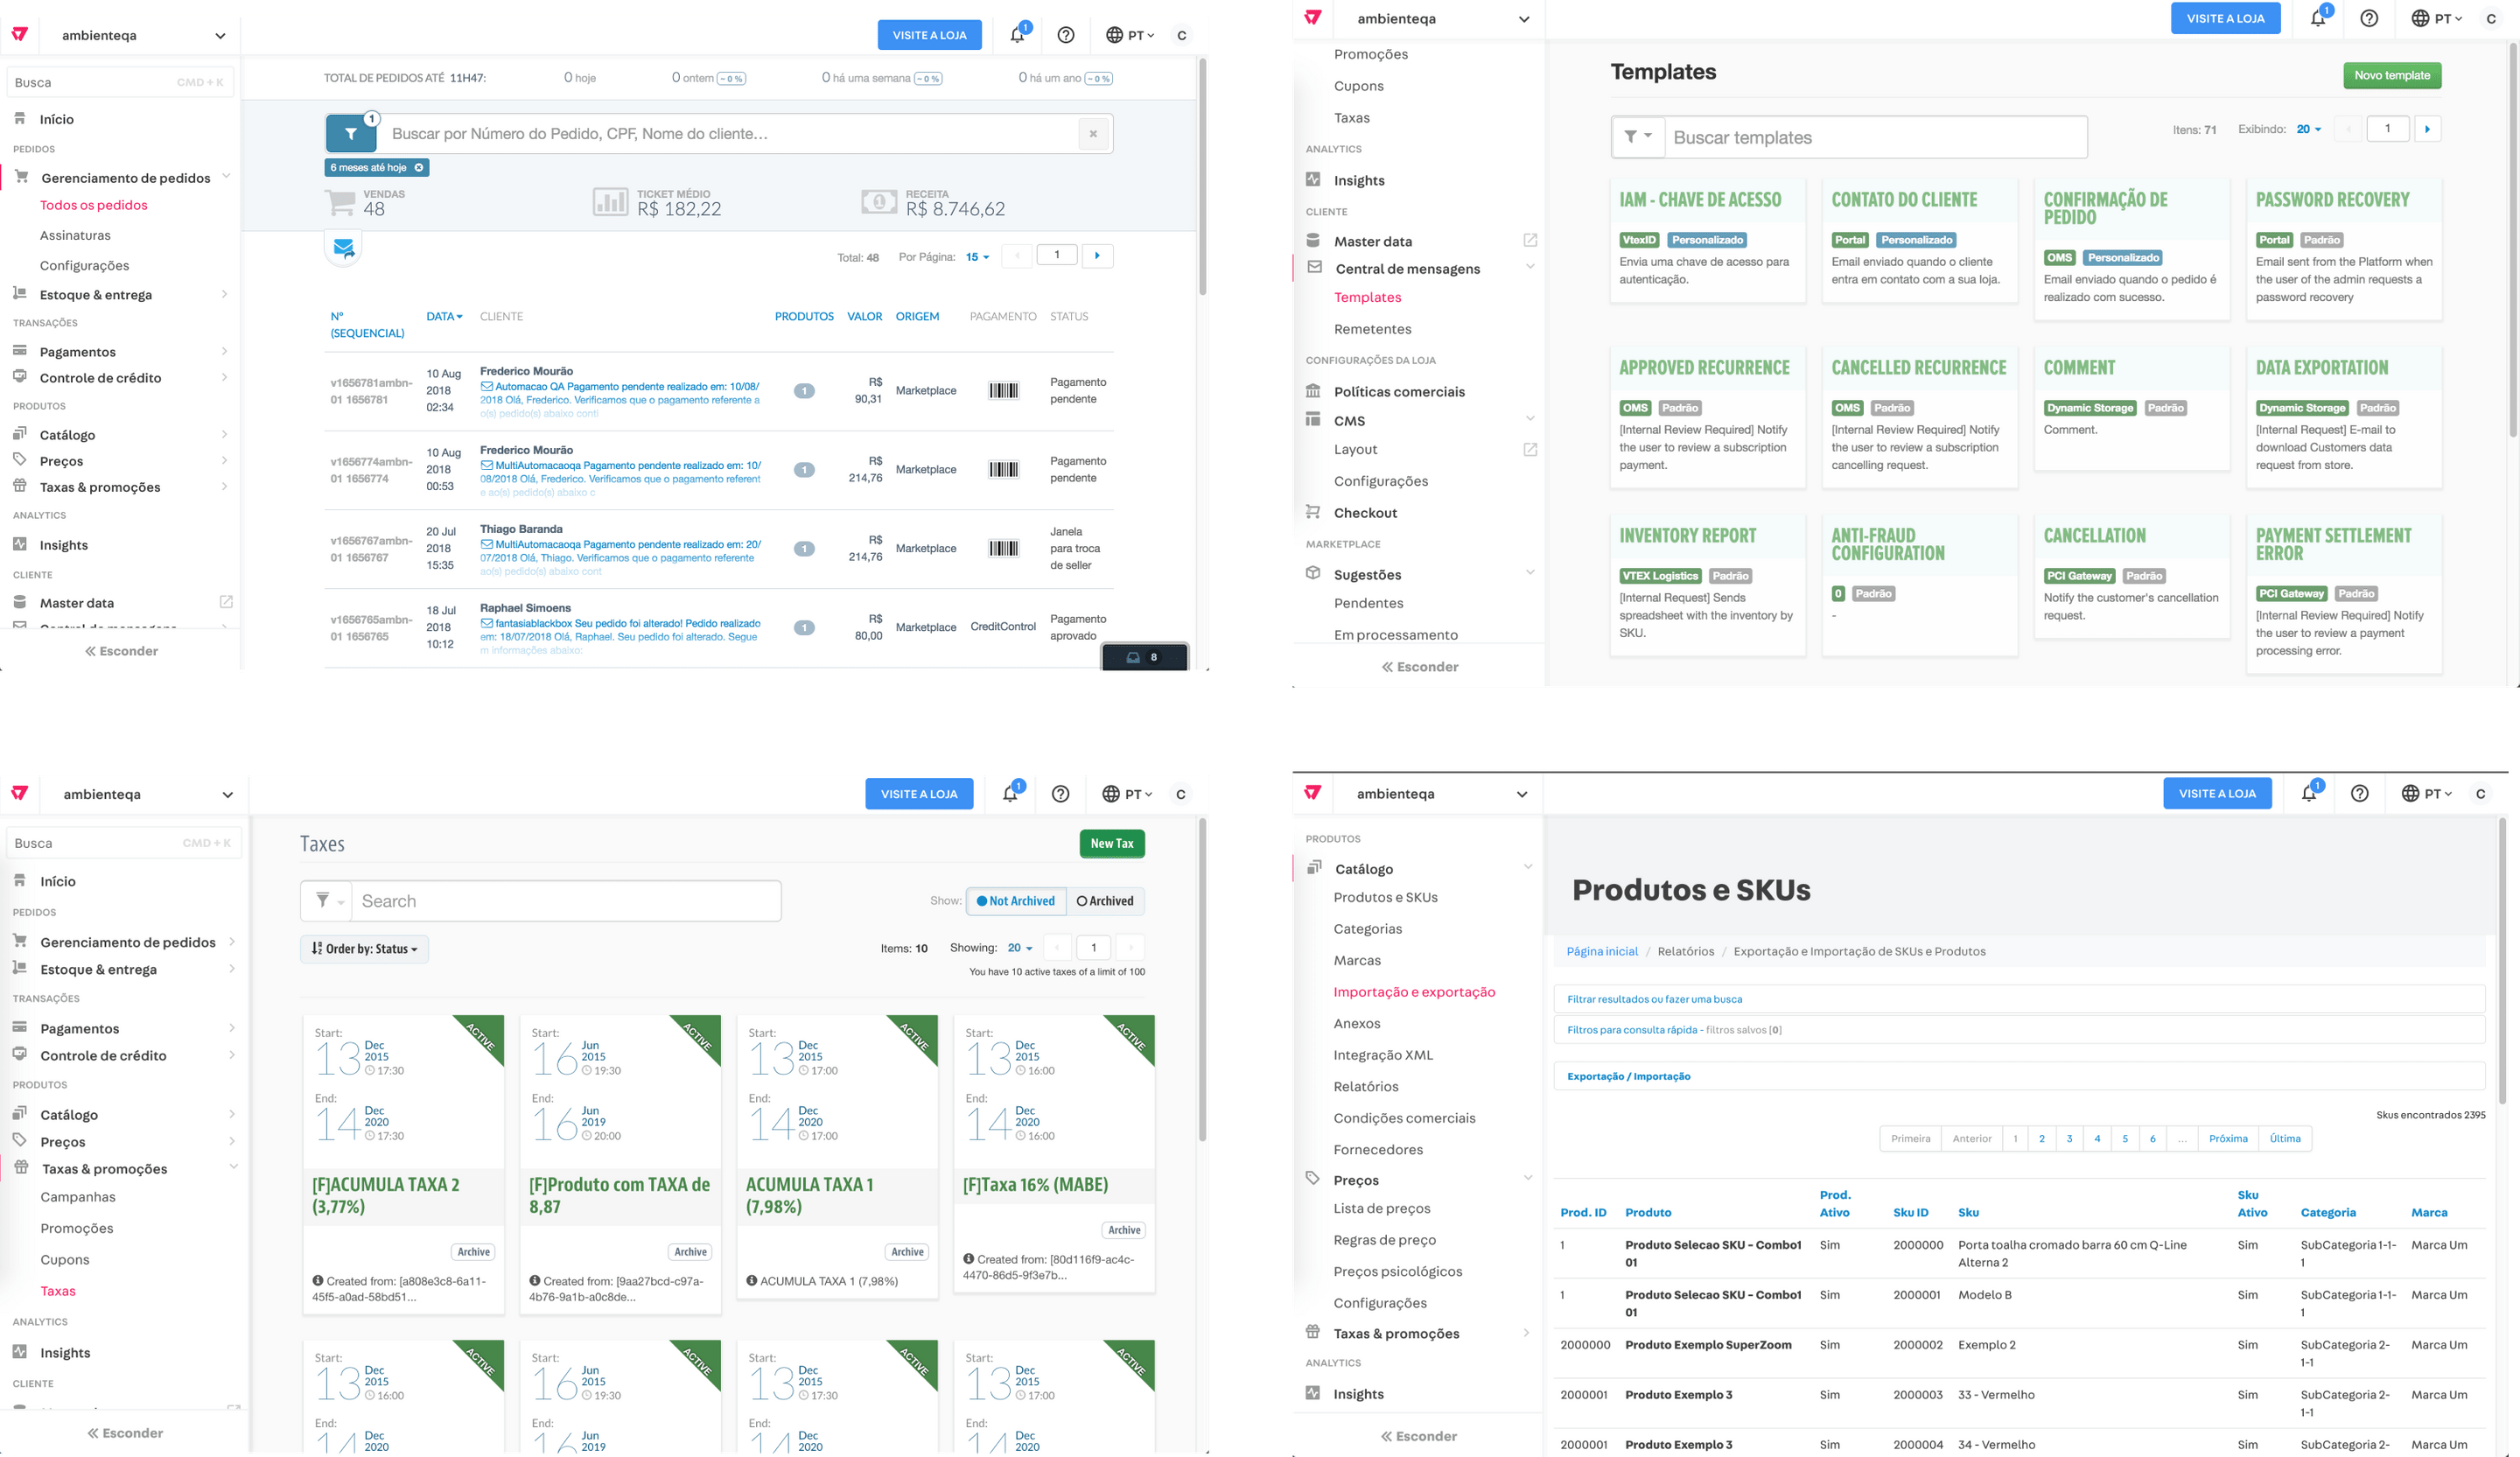 ambienteqa
VISITE A LOJA
1
PT
C
Busca
CMD + K
Início
PEDIDOS
Gerenciamento de pedidos
Todos os pedidos
Assinaturas
Configurações
Estoque & entrega
TRANSAÇÕES
Pagamentos
Controle de crédito
PRODUTOS
Catálogo
Preços
Taxas & promoções
ANALYTICS
Insights
CLIENTE
Master data
Esconder
TOTAL DE PEDIDOS ATÉ 11H47:
0 hoje
0 ontem ~0 %
0 há uma semana ~0 %
0 há um ano ~0 %
1
Buscar por Número do Pedido, CPF, Nome do cliente...
6 meses até hoje
VENDAS
48
TICKET MÉDIO
R$ 182,22
RECEITA
R$ 8.746,62
Total: 48 Por Página: 15 1
Nº (SEQUENCIAL) DATA CLIENTE PRODUTOS VALOR ORIGEM PAGAMENTO STATUS
v1656781ambn-01 1656781
10 Aug 2018 02:34
Frederico Mourão
Automacao QA Pagamento pendente realizado em: 10/08/
2018 Olá, Frederico. Verificamos que o pagamento referente a
o(s) pedido(s) abaixo conti
1
R$ 90,31
Marketplace
Pagamento pendente
v1656774ambn-01 1656774
10 Aug 2018 00:53
Frederico Mourão
MultiAutomacaoqa Pagamento pendente realizado em: 10/
08/2018 Olá, Frederico. Verificamos que o pagamento referent
e ao(s) pedido(s) abaixo c
1
R$ 214,76
Marketplace
Pagamento pendente
v1656767ambn-01 1656767
20 Jul 2018 15:35
Thiago Baranda
MultiAutomacaoqa Pagamento pendente realizado em: 20/
07/2018 Olá, Thiago. Verificamos que o pagamento referente
ao(s) pedido(s) abaixo cont
1
R$ 214,76
Marketplace
Janela para troca de seller
v1656765ambn-01 1656765
18 Jul 2018 10:12
Raphael Simoens
fantasiablackbox Seu pedido foi alterado! Pedido realizado
em: 18/07/2018 Olá, Raphael. Seu pedido foi alterado. Segue
m informações abaixo:
1
R$ 80,00
Marketplace
CreditControl
Pagamento aprovado
8
ambienteqa
VISITE A LOJA
1
PT
C
Promoções
Cupons
Taxas
ANALYTICS
Insights
CLIENTE
Master data
Central de mensagens
Templates
Remetentes
CONFIGURAÇÕES DA LOJA
Políticas comerciais
CMS
Layout
Configurações
Checkout
MARKETPLACE
Sugestões
Pendentes
Em processamento
Esconder
Templates
Novo template
Buscar templates
Itens: 71 Exibindo: 20 1
IAM - CHAVE DE ACESSO
VtexID Personalizado
Envia uma chave de acesso para
autenticação.
CONTATO DO CLIENTE
Portal Personalizado
Email enviado quando o cliente
entra em contato com a sua loja.
CONFIRMAÇÃO DE
PEDIDO
OMS Personalizado
Email enviado quando o pedido é
realizado com sucesso.
PASSWORD RECOVERY
Portal Padrão
Email sent from the Platform when
the user of the admin requests a
password recovery
APPROVED RECURRENCE
OMS Padrão
[Internal Review Required] Notify
the user to review a subscription
payment.
CANCELLED RECURRENCE
OMS Padrão
[Internal Review Required] Notify
the user to review a subscription
cancelling request.
COMMENT
Dynamic Storage Padrão
Comment.
DATA EXPORTATION
Dynamic Storage Padrão
[Internal Request] E-mail to
download Customers data
request from store.
INVENTORY REPORT
VTEX Logistics Padrão
[Internal Request] Sends
spreadsheet with the inventory by
SKU.
ANTI-FRAUD
CONFIGURATION
0 Padrão
-
CANCELLATION
PCI Gateway Padrão
Notify the customer's cancellation
request.
PAYMENT SETTLEMENT
ERROR
PCI Gateway Padrão
[Internal Review Required] Notify
the user to review a payment
processing error.
ambienteqa
VISITE A LOJA
1
PT
C
Busca
CMD + K
Início
PEDIDOS
Gerenciamento de pedidos
Estoque & entrega
TRANSAÇÕES
Pagamentos
Controle de crédito
PRODUTOS
Catálogo
Preços
Taxas & promoções
Campanhas
Promoções
Cupons
Taxas
ANALYTICS
Insights
CLIENTE
Esconder
Taxes
New Tax
Search
Show: Not Archived Archived
Order by: Status
Items: 10 Showing: 20 1
You have 10 active taxes of a limit of 100
ACTIVE
Start:
13 Dec 2015 17:30
End:
14 Dec 2020 17:30
[F]ACUMULA TAXA 2
(3,77%)
Archive
Created from: [a808e3c8-6a11-
45f5-a0ad-58bd51...
ACTIVE
Start:
16 Jun 2015 19:30
End:
16 Jun 2019 20:00
[F]Produto com TAXA de
8,87
Archive
Created from: [9aa27bcd-c97a-
4b76-9a1b-a0c8de...
ACTIVE
Start:
13 Dec 2015 17:00
End:
14 Dec 2020 17:00
ACUMULA TAXA 1
(7,98%)
Archive
ACUMULA TAXA 1 (7,98%)
ACTIVE
Start:
13 Dec 2015 16:00
End:
14 Dec 2020 16:00
[F]Taxa 16% (MABE)
Archive
Created from: [80d116f9-ac4c-
4470-86d5-9f3e7b...
ACTIVE
Start:
13 Dec 2015 16:00
End:
14 Dec 2020
ACTIVE
Start:
16 Jun 2015 19:30
End:
16 Jun 2019
ACTIVE
Start:
13 Dec 2015 17:30
End:
14 Dec 2020
ACTIVE
Start:
13 Dec 2015 17:00
End:
14 Dec 2020
ambienteqa
VISITE A LOJA
1
PT
C
PRODUTOS
Catálogo
Produtos e SKUs
Categorias
Marcas
Importação e exportação
Anexos
Integração XML
Relatórios
Condições comerciais
Fornecedores
Preços
Lista de preços
Regras de preço
Preços psicológicos
Configurações
Taxas & promoções
ANALYTICS
Insights
Esconder
Produtos e SKUs
Página inicial / Relatórios / Exportação e Importação de SKUs e Produtos
Filtrar resultados ou fazer uma busca
Filtros para consulta rápida - filtros salvos [0]
Exportação / Importação
Skus encontrados 2395
Primeira Anterior 1 2 3 4 5 6 ... Próxima Última
Prod. ID Produto Prod. Ativo Sku ID Sku Sku Ativo Categoria Marca
1 Produto Selecao SKU - Combo1 01 Sim 2000000 Porta toalha cromado barra 60 cm Q-Line Alterna 2 Sim SubCategoria 1-1-1 Marca Um
1 Produto Selecao SKU - Combo1 01 Sim 2000001 Modelo B Sim SubCategoria 1-1-1 Marca Um
2000000 Produto Exemplo SuperZoom Sim 2000002 Exemplo 2 Sim SubCategoria 2-1-1 Marca Um
2000001 Produto Exemplo 3 Sim 2000003 33 - Vermelho Sim SubCategoria 2-1-1 Marca Um
2000001 Produto Exemplo 3 Sim 2000004 34 - Vermelho Sim SubCategoria 2- Marca Um